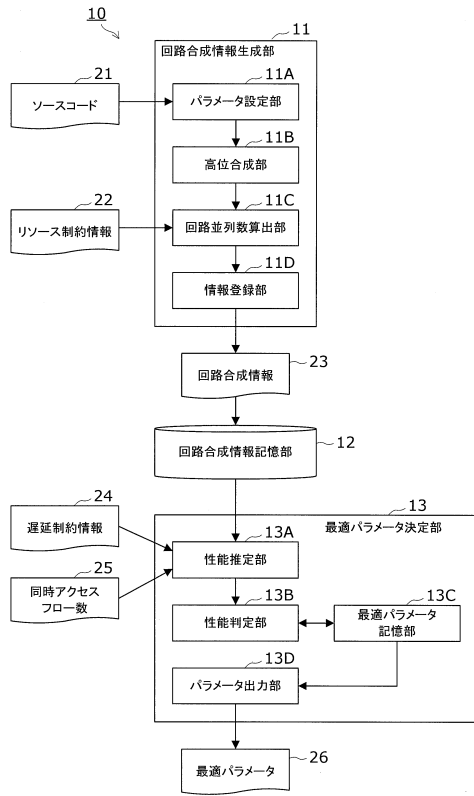 10
11
回路合成情報生成部
21
ソースコード
11A
パラメータ設定部
11B
高位合成部
22
リソース制約情報
11C
回路並列数算出部
11D
情報登録部
23
回路合成情報
12
回路合成情報記憶部
24
遅延制約情報
13
最適パラメータ決定部
13A
性能推定部
25
同時アクセス
フロー数
13B
性能判定部
13C
最適パラメータ
記憶部
13D
パラメータ出力部
26
最適パラメータ